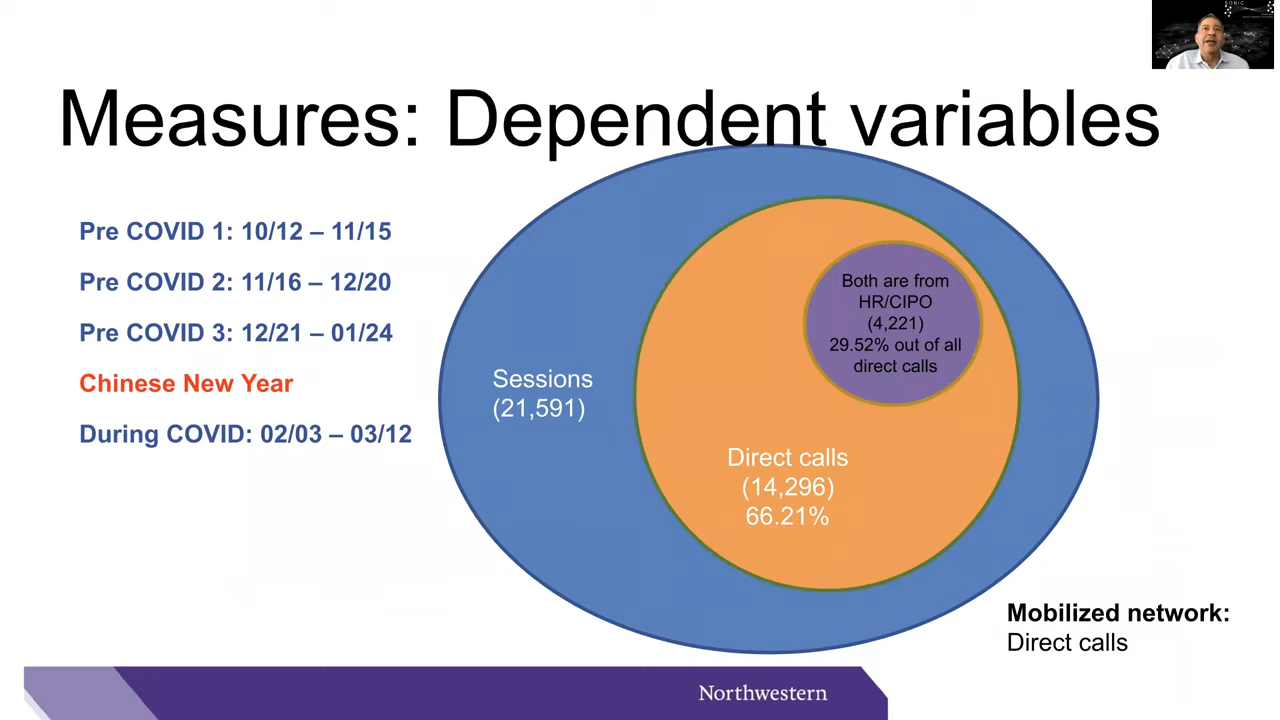 SONIC
Measures: Dependent variables
Pre COVID 1: 10/12 – 11/15
Pre COVID 2: 11/16 – 12/20
Pre COVID 3: 12/21 – 01/24
Chinese New Year
During COVID: 02/03 – 03/12
Sessions
(21,591)
Both are from
HR/CIPO
(4,221)
29.52% out of all
direct calls
Direct calls
(14,296)
66.21%
Mobilized network:
Direct calls
Northwestern